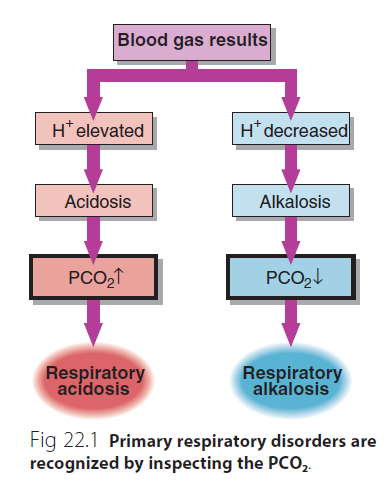 Blood gas results
H⁺ elevated
H⁺ decreased
Acidosis
Alkalosis
PCO₂↑
PCO₂↓
Respiratory
acidosis
Respiratory
alkalosis
Fig 22.1 Primary respiratory disorders are
recognized by inspecting the PCO₂.